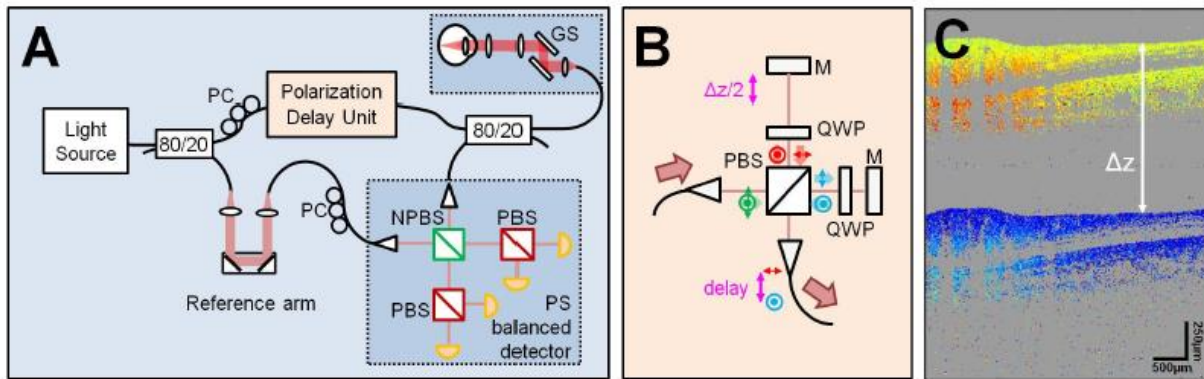 A
GS
PC
Polarization
Delay Unit
Light
Source
80/20
80/20
PC
NPBS
PBS
Reference arm
PBS
PS
balanced
detector
B
M
Δz/2
QWP
PBS
M
QWP
delay
C
Δz
250μm
500μm